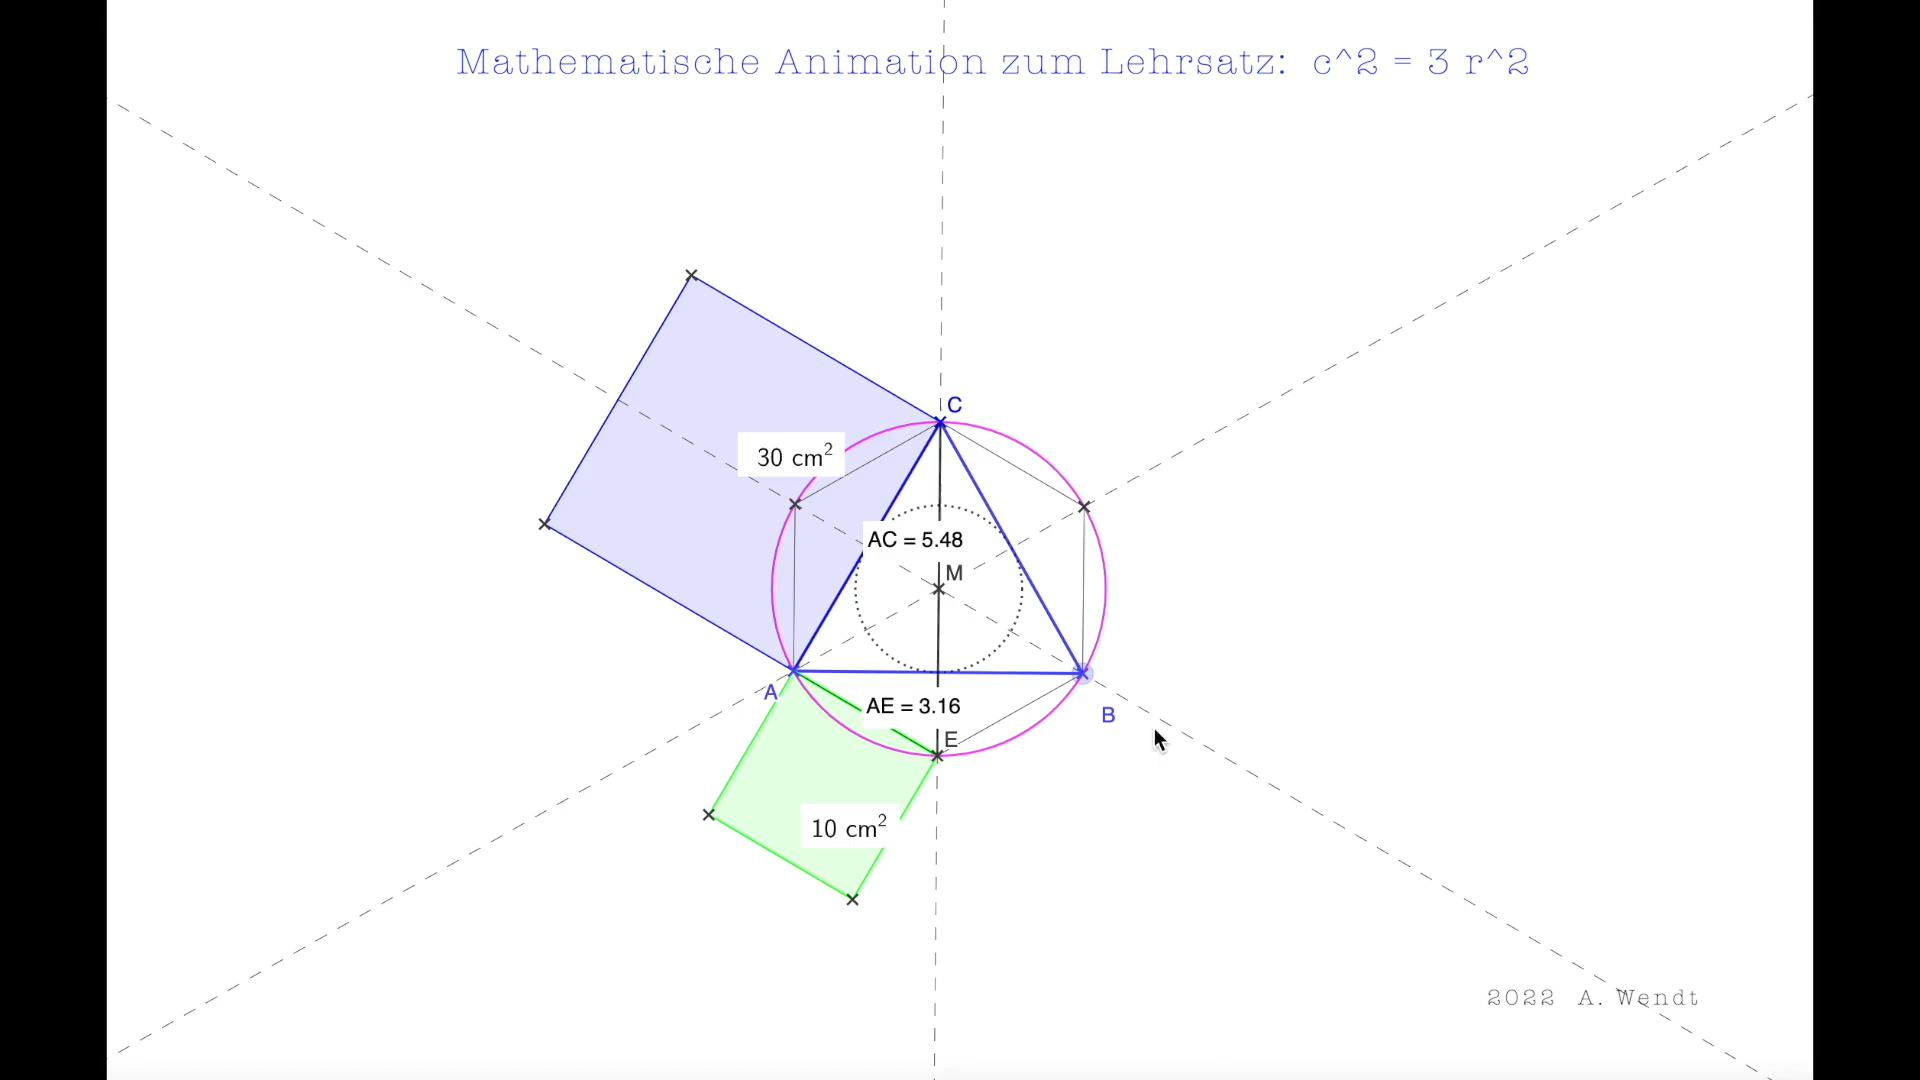 Mathematische Animation zum Lehrsatz: c^2 = 3 r^2
C
30 cm²
AC = 5.48
M
A
AE = 3.16
B
E
10 cm²
2022 A. Wendt